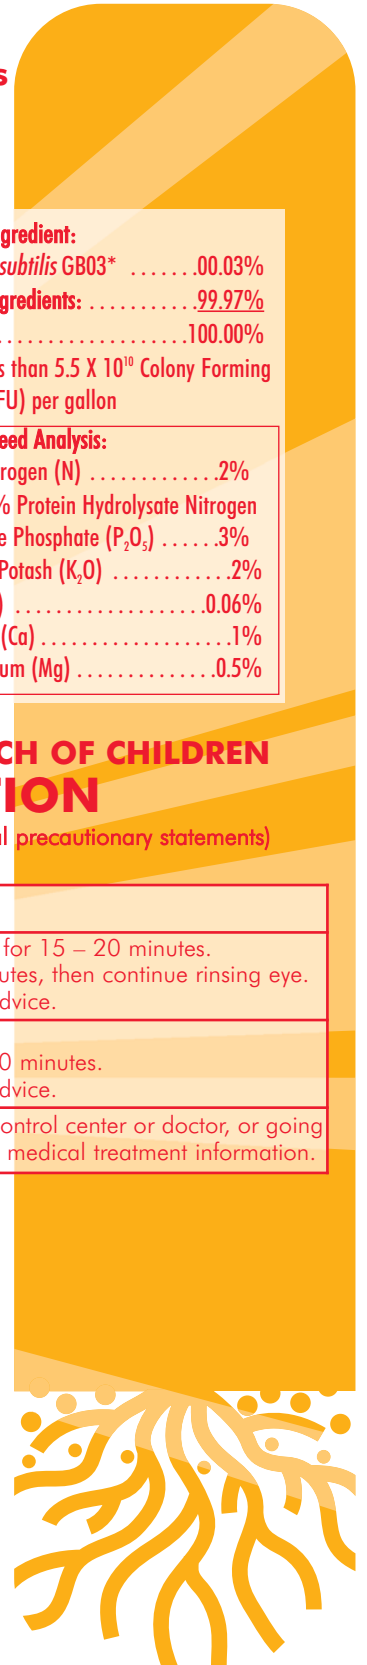 s
gredient:
subtilis GB03* .......00.03%
gredients: ...........99.97%
...................100.00%
s than 5.5 X 10¹⁰ Colony Forming
FU) per gallon
eed Analysis:
rogen (N) .............2%
% Protein Hydrolysate Nitrogen
e Phosphate (P₂O₅) ......3%
Potash (K₂O) ............2%
) ...................0.06%
(Ca) ...................1%
um (Mg) ..............0.5%
CH OF CHILDREN
TION
al precautionary statements)
for 15 – 20 minutes.
utes, then continue rinsing eye.
dvice.
0 minutes.
dvice.
ontrol center or doctor, or going
medical treatment information.